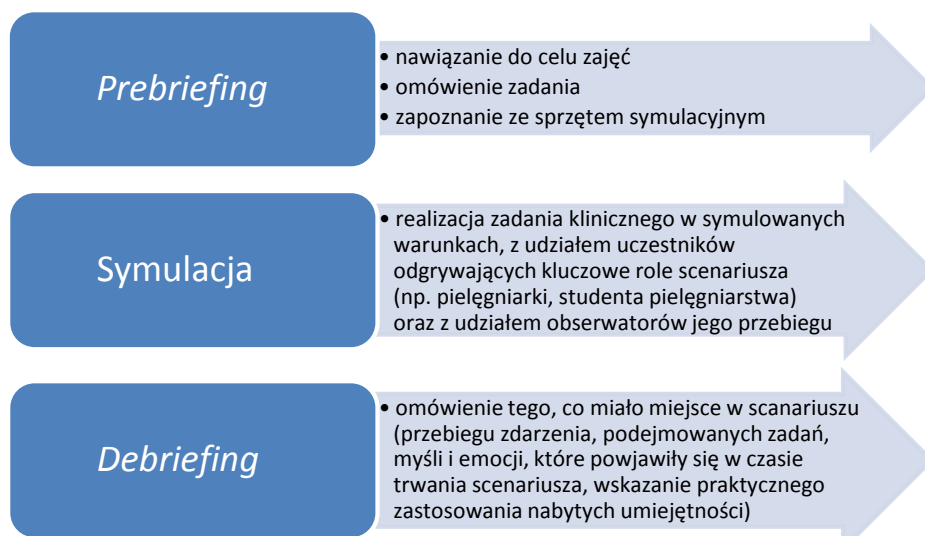 Prebriefing
• nawiązanie do celu zajęć
• omówienie zadania
• zapoznanie ze sprzętem symulacyjnym
Symulacja
• realizacja zadania klinicznego w symulowanych
warunkach, z udziałem uczestników
odgrywających kluczowe role scenariusza
(np. pielęgniarki, studenta pielęgniarstwa)
oraz z udziałem obserwatorów jego przebiegu
Debriefing
• omówienie tego, co miało miejsce w scanariuszu
(przebiegu zdarzenia, podejmowanych zadań,
myśli i emocji, które powjawiły się w czasie
trwania scenariusza, wskazanie praktycznego
zastosowania nabytych umiejętności)